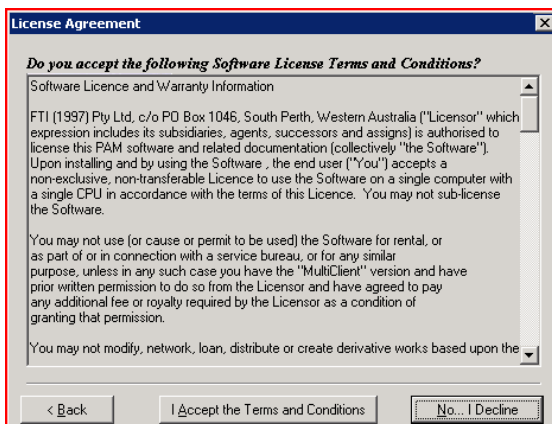 License Agreement
Do you accept the following Software License Terms and Conditions?
Software Licence and Warranty Information
FTI (1997) Pty Ltd, c/o PO Box 1046, South Perth, Western Australia ("Licensor" which
expression includes its subsidiaries, agents, successors and assigns) is authorised to
license this PAM software and related documentation (collectively "the Software").
Upon installing and by using the Software , the end user ("You") accepts a
non-exclusive, non-transferable Licence to use the Software on a single computer with
a single CPU in accordance with the terms of this Licence.  You may not sub-license
the Software.
You may not use (or cause or permit to be used) the Software for rental, or
as part of or in connection with a service bureau, or for any similar
purpose, unless in any such case you have the "MultiClient" version and have
prior written permission to do so from the Licensor and have agreed to pay
any additional fee or royalty required by the Licensor as a condition of
granting that permission.
You may not modify, network, loan, distribute or create derivative works based upon the
< Back
I Accept the Terms and Conditions
No... I Decline